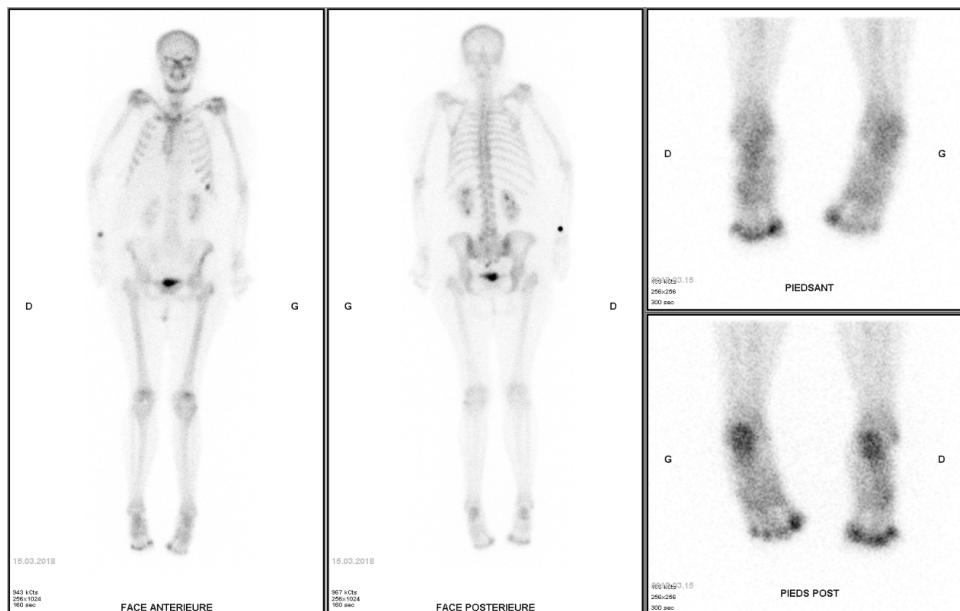 D
G
15.03.2018
943 kCts
256x1024
160 sec
FACE ANTERIEURE
G
D
15.03.2018
967 kCts
256x1024
160 sec
FACE POSTERIEURE
D
G
256x256
300 sec
PIEDSANT
G
D
256x256
300 sec
PIEDS POST